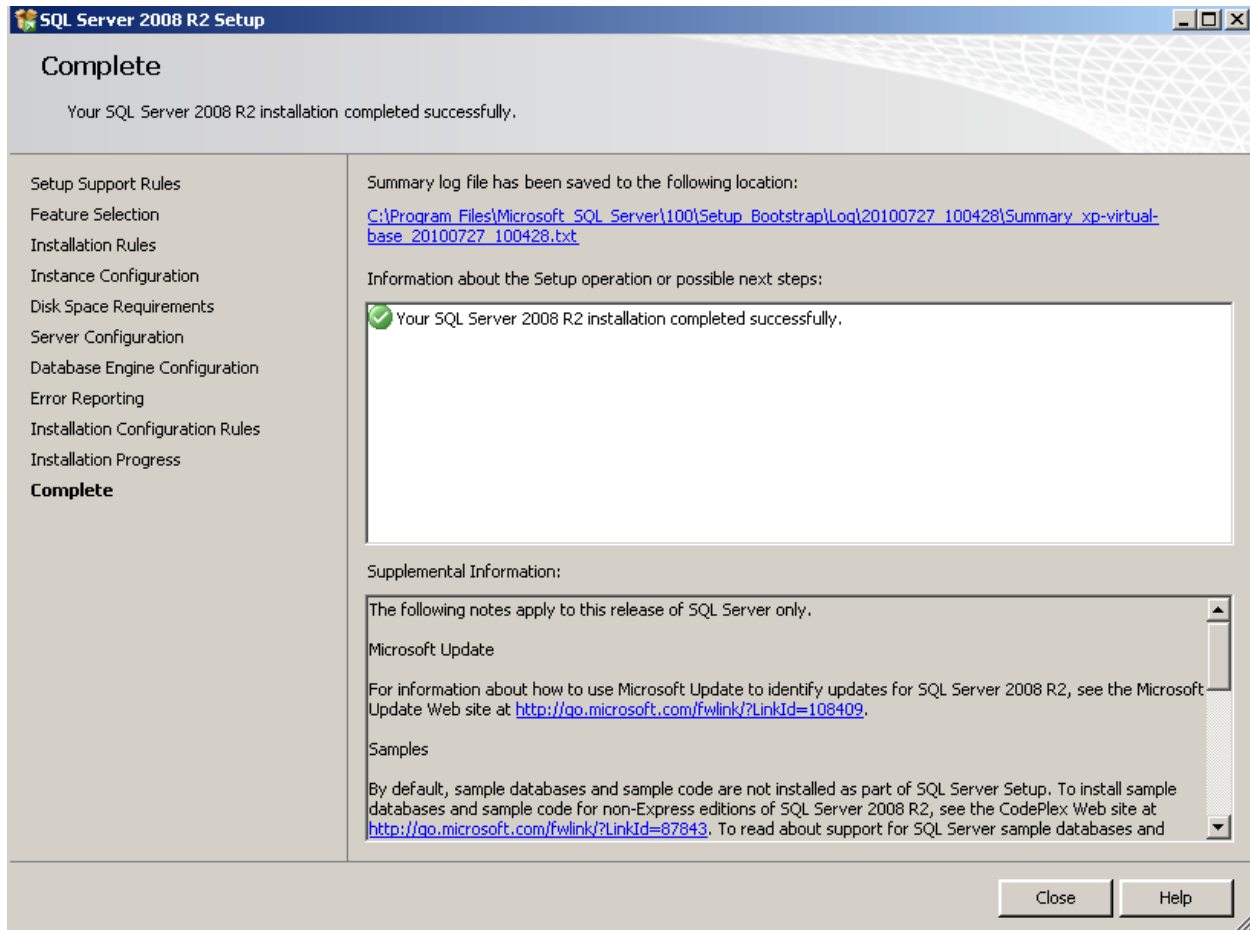 SQL Server 2008 R2 Setup
Complete
Your SQL Server 2008 R2 installation completed successfully.
Setup Support Rules
Feature Selection
Installation Rules
Instance Configuration
Disk Space Requirements
Server Configuration
Database Engine Configuration
Error Reporting
Installation Configuration Rules
Installation Progress
Complete
Summary log file has been saved to the following location:
C:\Program Files\Microsoft SQL Server\100\Setup Bootstrap\Log\20100727_100428\Summary_xp-virtual-
base_20100727_100428.txt
Information about the Setup operation or possible next steps:
Your SQL Server 2008 R2 installation completed successfully.
Supplemental Information:
The following notes apply to this release of SQL Server only.
Microsoft Update
For information about how to use Microsoft Update to identify updates for SQL Server 2008 R2, see the Microsoft
Update Web site at http://go.microsoft.com/fwlink/?LinkId=108409.
Samples
By default, sample databases and sample code are not installed as part of SQL Server Setup. To install sample
databases and sample code for non-Express editions of SQL Server 2008 R2, see the CodePlex Web site at
http://go.microsoft.com/fwlink/?LinkId=87843. To read about support for SQL Server sample databases and
Close
Help